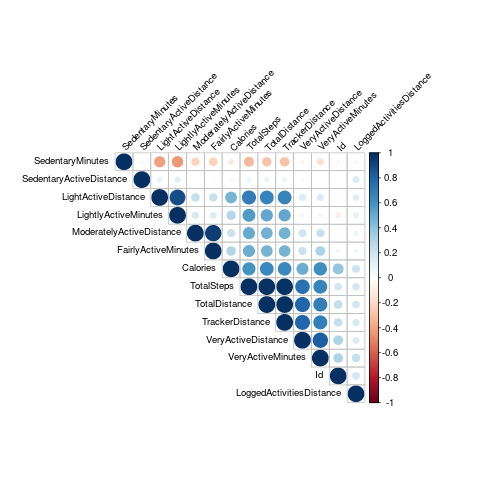 SedentaryMinutes
SedentaryActiveDistance
LightActiveDistance
LightlyActiveMinutes
ModeratelyActiveDistance
FairlyActiveMinutes
Calories
TotalSteps
TotalDistance
TrackerDistance
VeryActiveDistance
VeryActiveMinutes
Id
LoggedActivitiesDistance
SedentaryMinutes
SedentaryActiveDistance
LightActiveDistance
LightlyActiveMinutes
ModeratelyActiveDistance
FairlyActiveMinutes
Calories
TotalSteps
TotalDistance
TrackerDistance
VeryActiveDistance
VeryActiveMinutes
Id
LoggedActivitiesDistance
1
0.8
0.6
0.4
0.2
0
-0.2
-0.4
-0.6
-0.8
-1